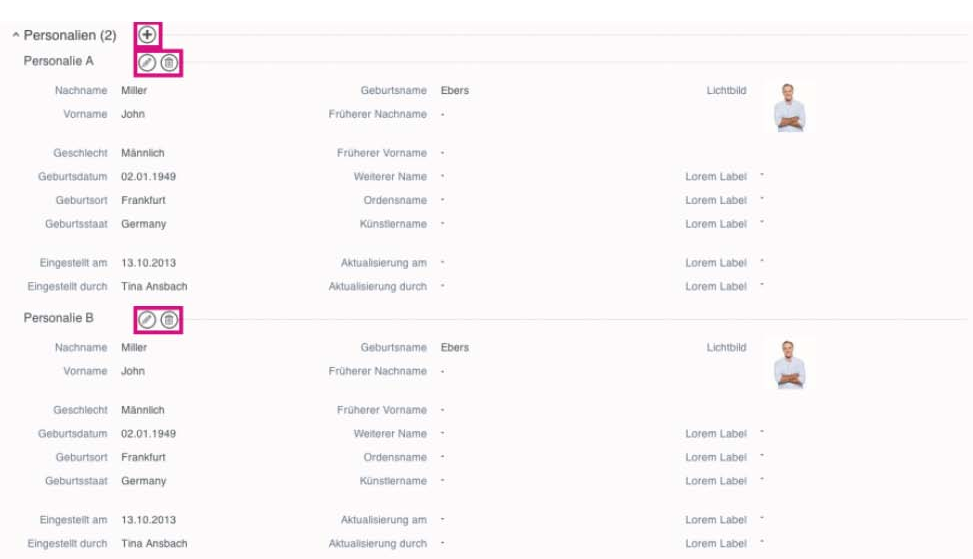 Personalien (2)
Personalie A
Nachname Miller Geburtsname Ebers Lichtbild
Vorname John Früherer Nachname -
Geschlecht Männlich Früherer Vorname -
Geburtsdatum 02.01.1949 Weiterer Name - Lorem Label -
Geburtsort Frankfurt Ordensname - Lorem Label -
Geburtsstaat Germany Künstlername - Lorem Label -
Eingestellt am 13.10.2013 Aktualisierung am - Lorem Label -
Eingestellt durch Tina Ansbach Aktualisierung durch - Lorem Label -
Personalie B
Nachname Miller Geburtsname Ebers Lichtbild
Vorname John Früherer Nachname -
Geschlecht Männlich Früherer Vorname -
Geburtsdatum 02.01.1949 Weiterer Name - Lorem Label -
Geburtsort Frankfurt Ordensname - Lorem Label -
Geburtsstaat Germany Künstlername - Lorem Label -
Eingestellt am 13.10.2013 Aktualisierung am - Lorem Label -
Eingestellt durch Tina Ansbach Aktualisierung durch - Lorem Label -